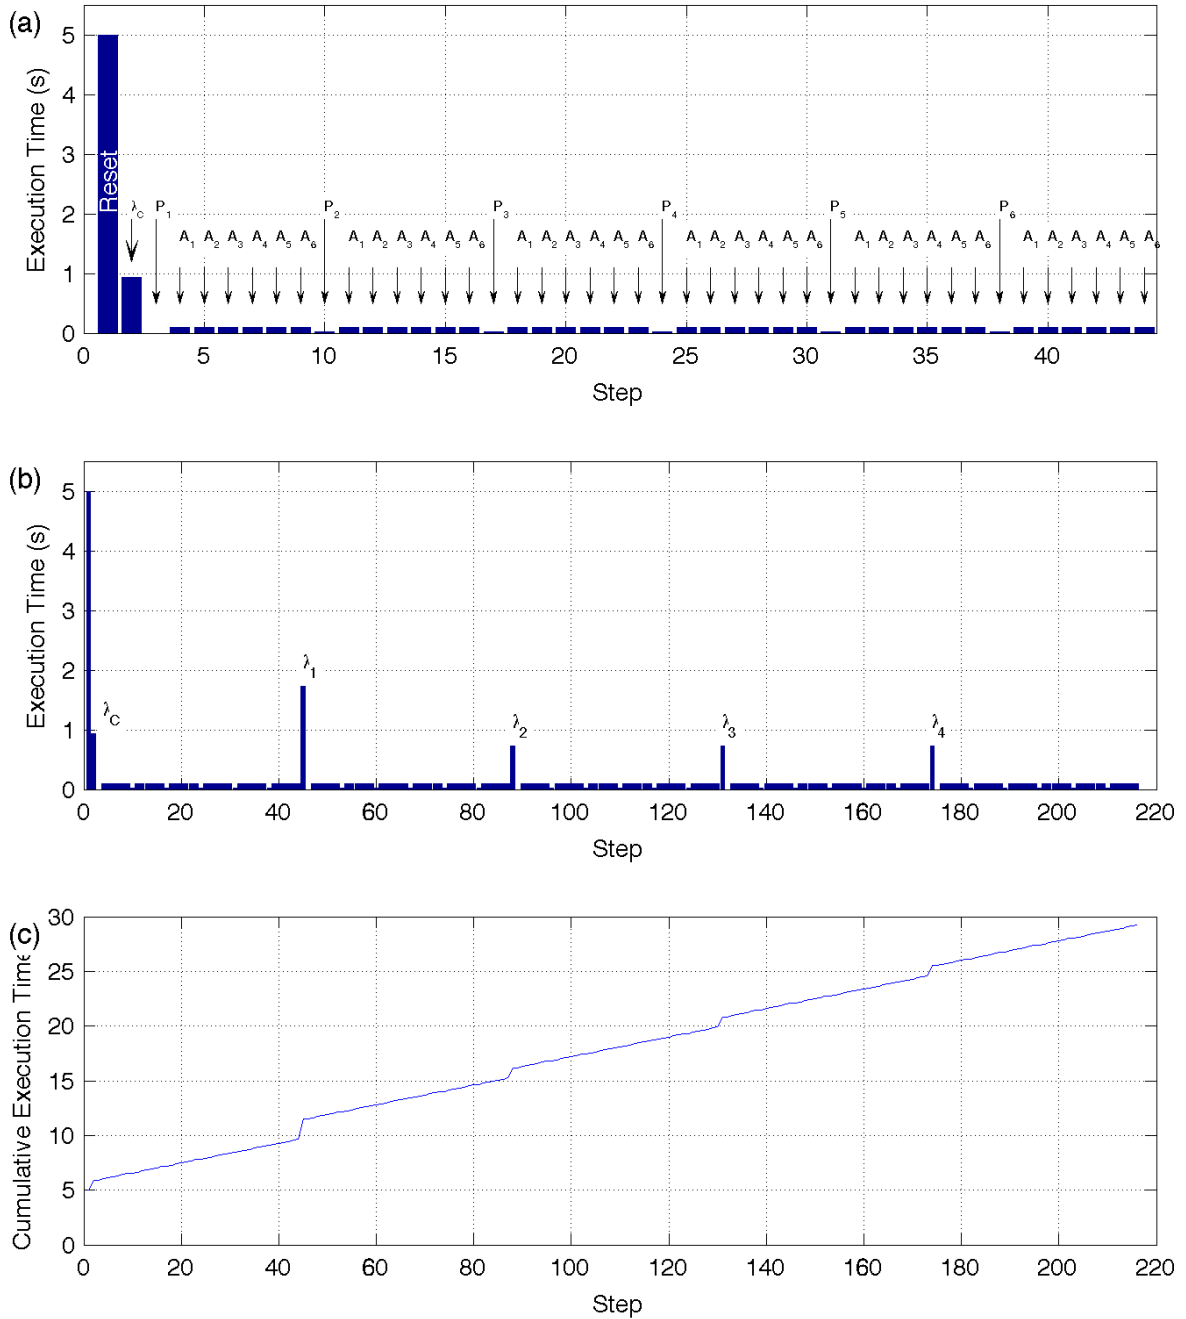 (a)
Execution Time (s)
5
4
3
2
1
0
Reset
λC P1 P2 P3 P4 P5 P6
A1 A2 A3 A4 A5 A6 A1 A2 A3 A4 A5 A6 A1 A2 A3 A4 A5 A6 A1 A2 A3 A4 A5 A6 A1 A2 A3 A4 A5 A6 A1 A2 A3 A4 A5 A6
0 5 10 15 20 25 30 35 40
Step
(b)
Execution Time (s)
5
4
3
2
1
0
λC λ1 λ2 λ3 λ4
0 20 40 60 80 100 120 140 160 180 200 220
Step
(c)
Cumulative Execution Time
30
25
20
15
10
5
0
0 20 40 60 80 100 120 140 160 180 200 220
Step